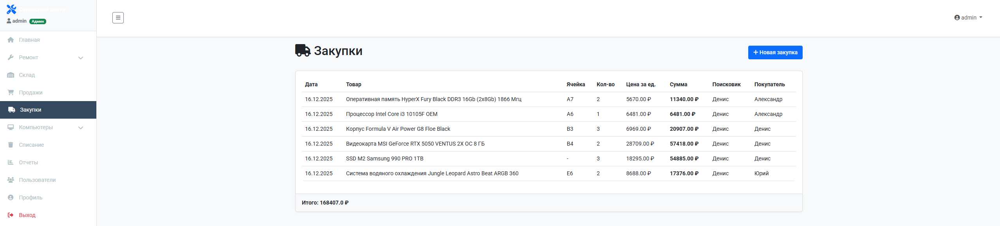 Сервисный центр
admin Админ
admin
Главная
Ремонт
Склад
Продажи
Закупки
Компьютеры
Списание
Отчеты
Пользователи
Профиль
Выход
Закупки
Новая закупка
Дата Товар Ячейка Кол-во Цена за ед. Сумма Поисковик Покупатель
16.12.2025 Оперативная память HyperX Fury Black DDR3 16Gb (2x8Gb) 1866 Мгц A7 2 5670.00 ₽ 11340.00 ₽ Денис Александр
16.12.2025 Процессор Intel Core i3 10105F OEM A6 1 6481.00 ₽ 6481.00 ₽ Денис Александр
16.12.2025 Корпус Formula V Air Power G8 Floe Black B3 3 6969.00 ₽ 20907.00 ₽ Денис Денис
16.12.2025 Видеокарта MSI GeForce RTX 5050 VENTUS 2X OC 8 ГБ B4 2 28709.00 ₽ 57418.00 ₽ Денис Денис
16.12.2025 SSD M2 Samsung 990 PRO 1TB - 3 18295.00 ₽ 54885.00 ₽ Денис Денис
16.12.2025 Система водяного охлаждения Jungle Leopard Astro Beat ARGB 360 E6 2 8688.00 ₽ 17376.00 ₽ Денис Юрий
Итого: 168407.0 ₽